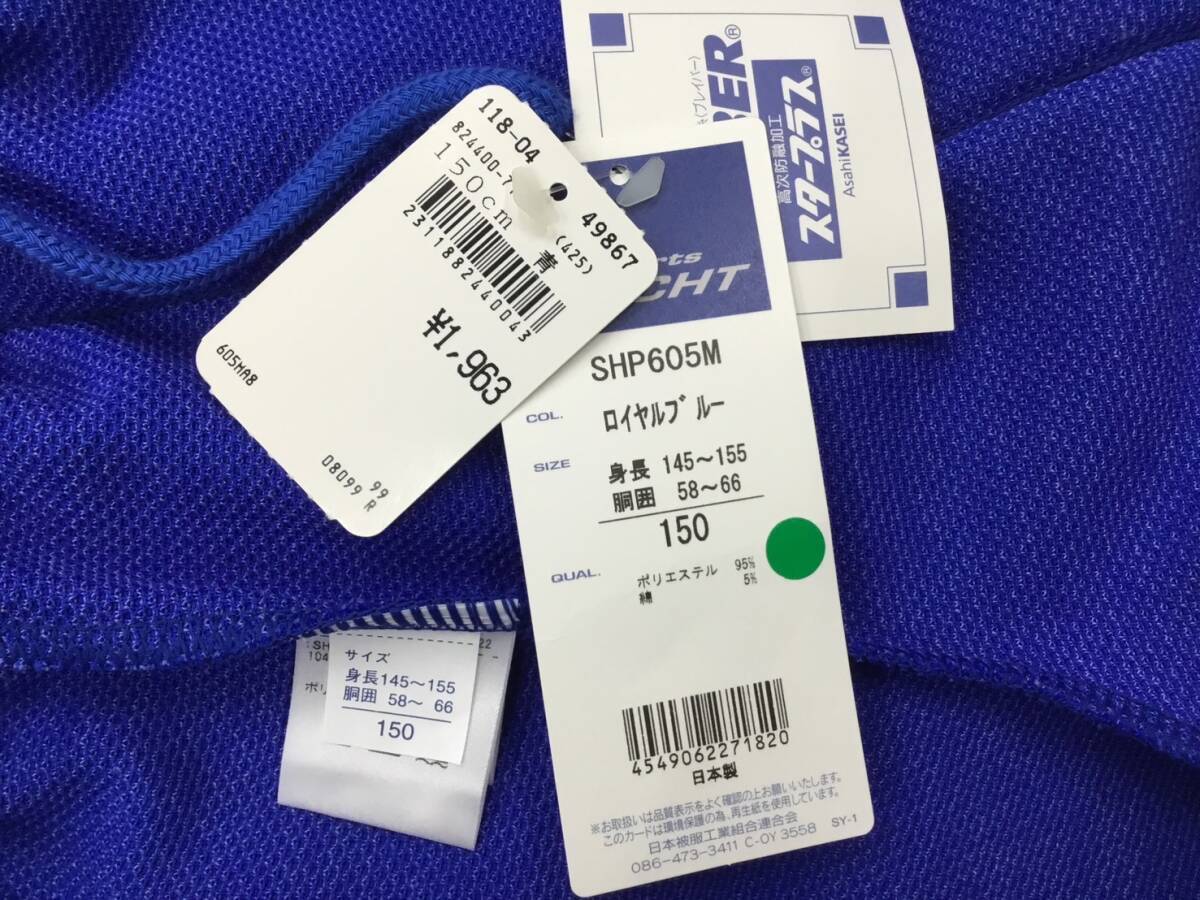 118-04
49867
150cm
青
(425)
2311882440043
¥1,963
605HA8
99
08099 R
(ブレイバー)
高次防融加工
スタープラス®
AsahiKASEI
SHP605M
COL.
ロイヤルブルー
SIZE
身長 145～155
胴囲 58～66
150
QUAL.
ポリエステル 95%
綿 5%
4549062271820
日本製
※お取扱いは品質表示をよく確認の上お願いいたします。
このカードは環境保護の為、再生紙を使用しています。
日本被服工業組合連合会
086-473-3411 C-OY 3558 SY-1
サイズ
身長145～155
胴囲 58～ 66
150